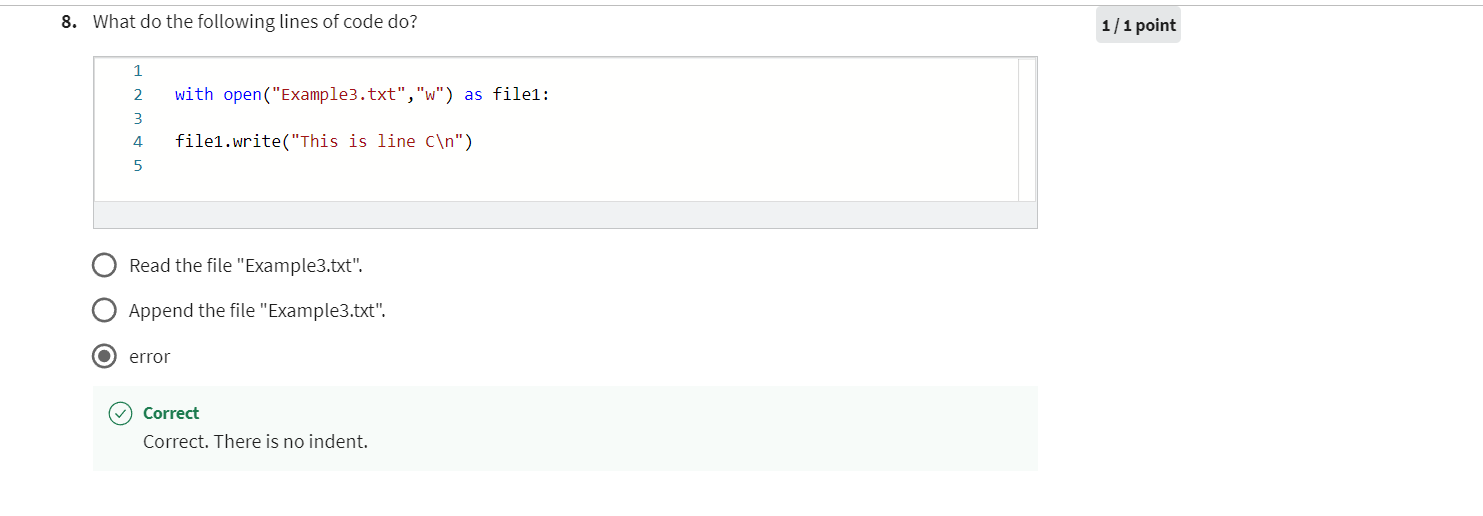 8. What do the following lines of code do?
1 / 1 point
1
2 with open("Example3.txt","w") as file1:
3
4 file1.write("This is line C\n")
5
Read the file "Example3.txt".
Append the file "Example3.txt".
error
Correct
Correct. There is no indent.